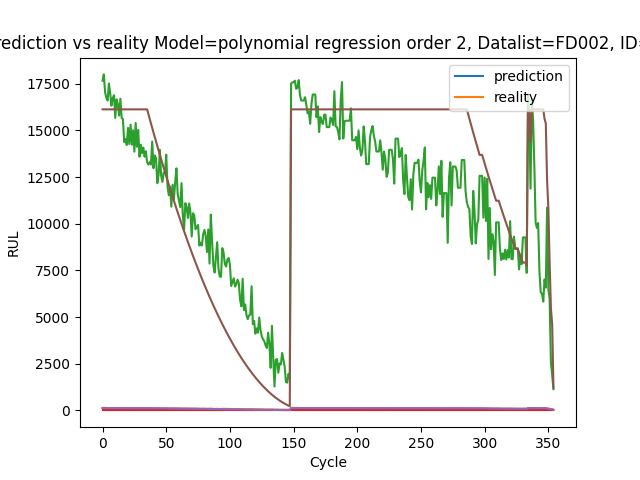 rediction vs reality Model=polynomial regression order 2, Datalist=FD002, ID=
17500
15000
12500
10000
7500
5000
2500
0
RUL
prediction
reality
0 50 100 150 200 250 300 350
Cycle